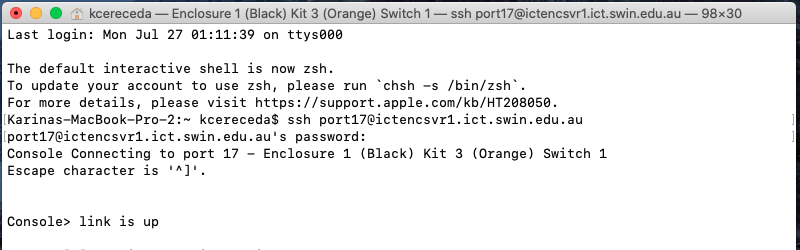 kcereceda — Enclosure 1 (Black) Kit 3 (Orange) Switch 1 — ssh port17@ictencsvr1.ict.swin.edu.au — 98×30
Last login: Mon Jul 27 01:11:39 on ttys000
The default interactive shell is now zsh.
To update your account to use zsh, please run `chsh -s /bin/zsh`.
For more details, please visit https://support.apple.com/kb/HT208050.
[Karinas-MacBook-Pro-2:~ kcereceda$ ssh port17@ictencsvr1.ict.swin.edu.au ]
[port17@ictencsvr1.ict.swin.edu.au's password: ]
Console Connecting to port 17 - Enclosure 1 (Black) Kit 3 (Orange) Switch 1
Escape character is '^]'.
Console> link is up